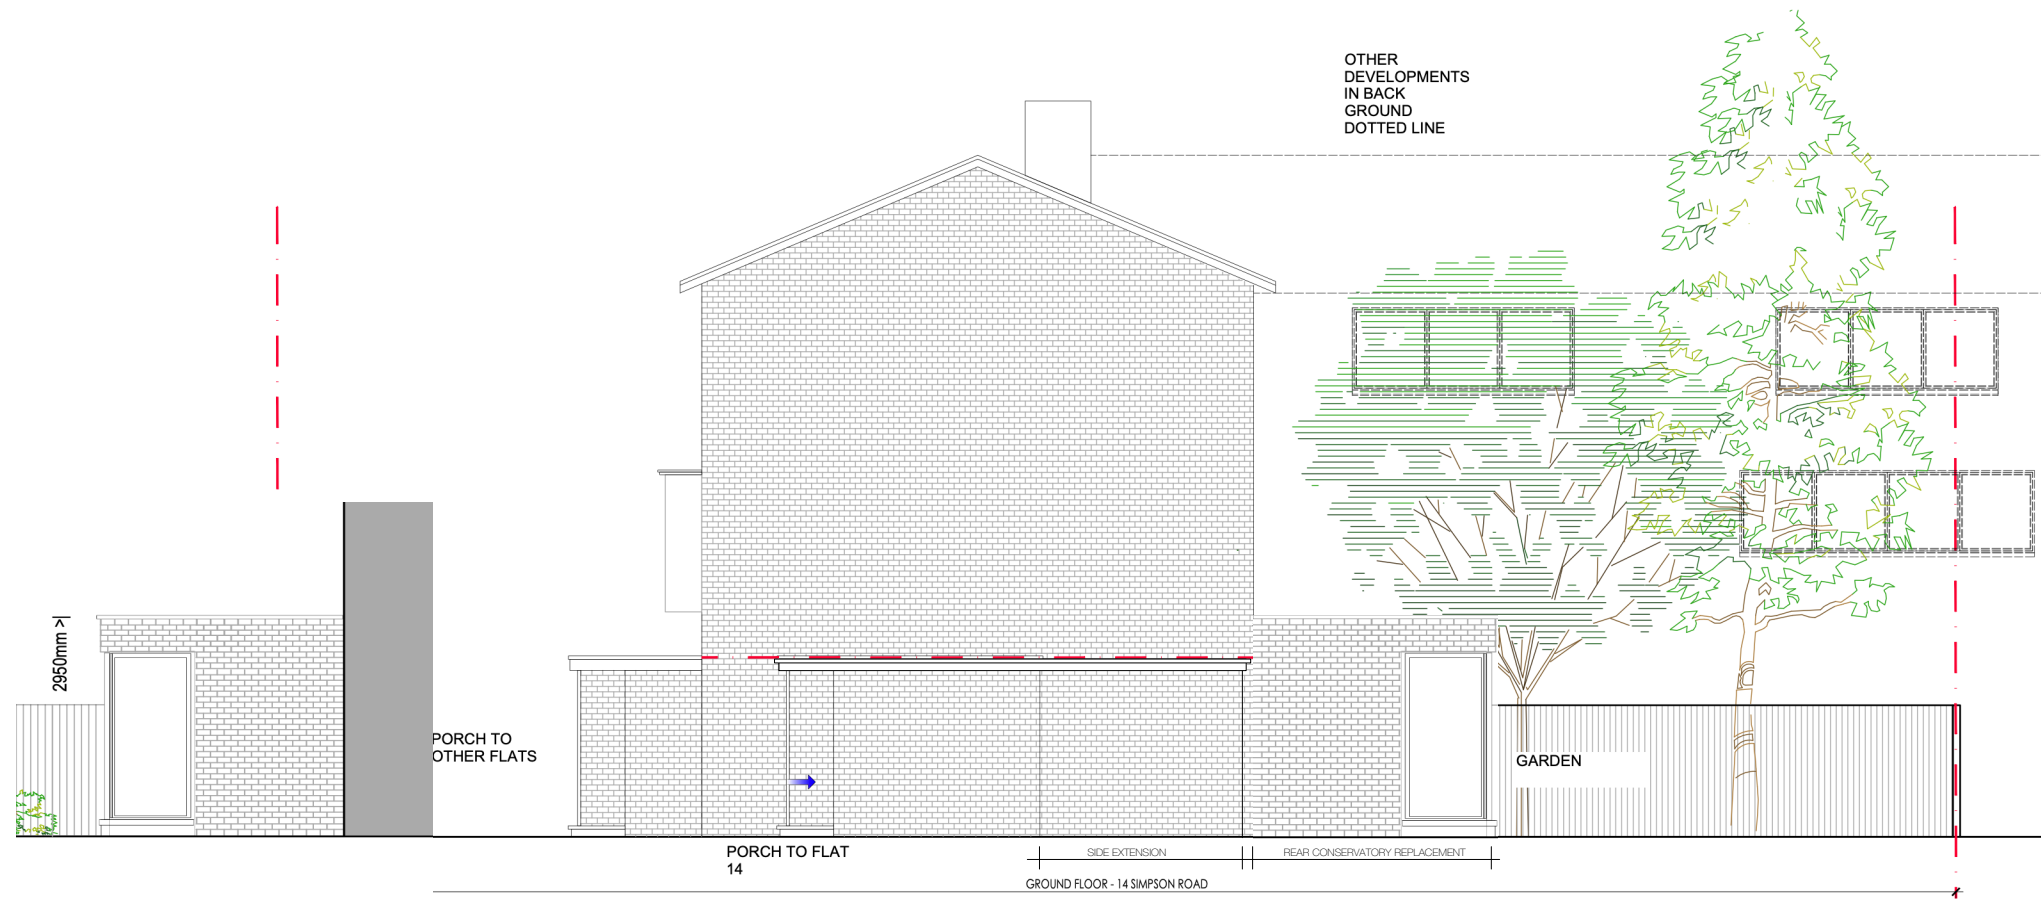 OTHER
DEVELOPMENTS
IN BACK
GROUND
DOTTED LINE
2950mm >|
PORCH TO
OTHER FLATS
GARDEN
PORCH TO FLAT
14
SIDE EXTENSION
REAR CONSERVATORY REPLACEMENT
GROUND FLOOR - 14 SIMPSON ROAD